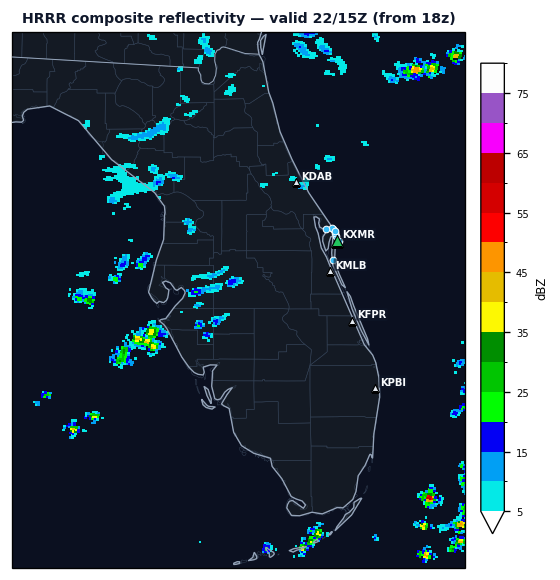 HRRR composite reflectivity — valid 22/15Z (from 18z)
KDAB
KXMR
KMLB
KFPR
KPBI
75
65
55
45
35
25
15
5
dBZ